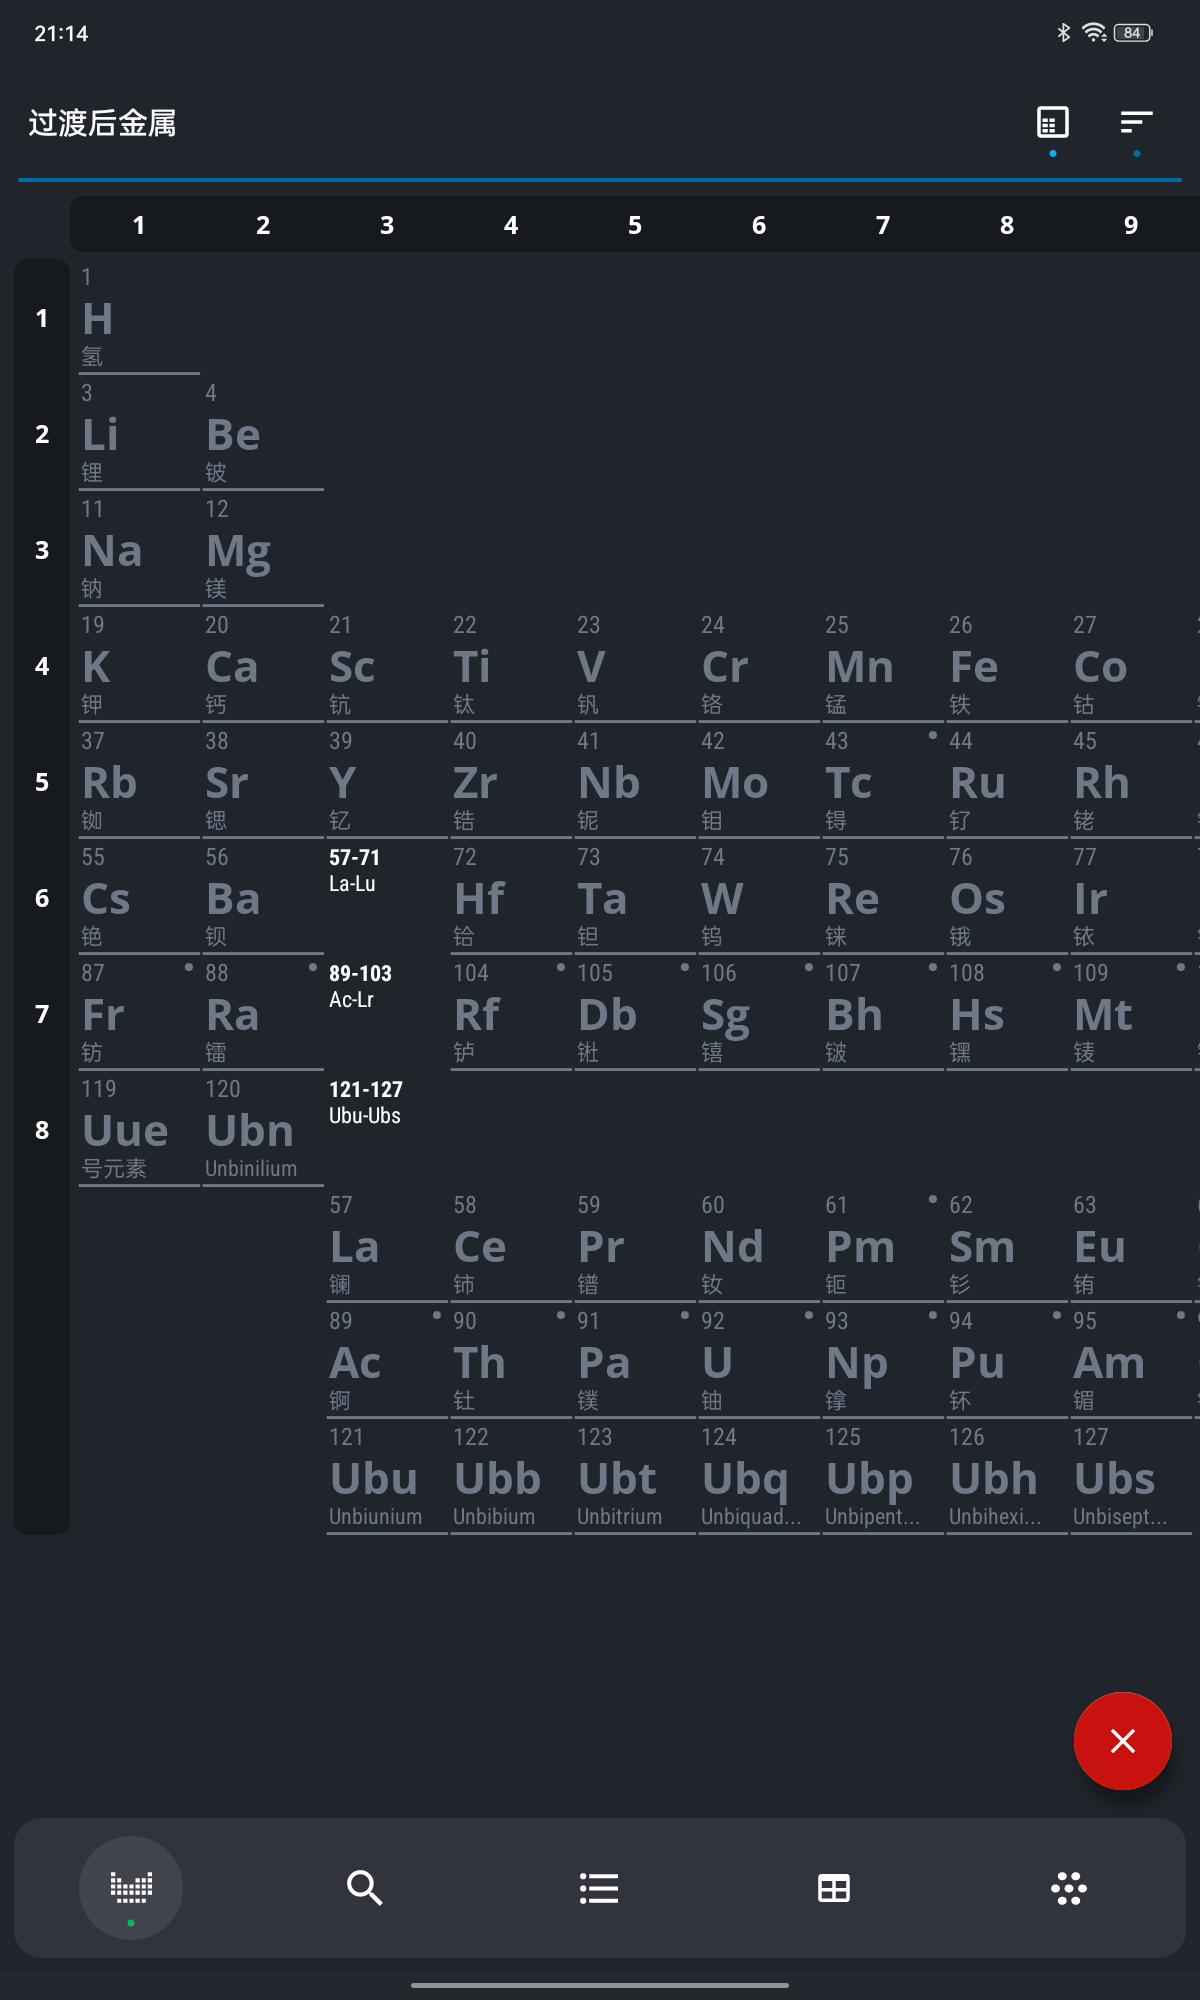 21:14
84
过渡后金属
1 2 3 4 5 6 7 8 9
1
1
H
氢
2
3 4
Li Be
锂 铍
3
11 12
Na Mg
钠 镁
4
19 20 21 22 23 24 25 26 27
K Ca Sc Ti V Cr Mn Fe Co
钾 钙 钪 钛 钒 铬 锰 铁 钴
5
37 38 39 40 41 42 43 44 45
Rb Sr Y Zr Nb Mo Tc Ru Rh
铷 锶 钇 锆 铌 钼 锝 钌 铑
6
55 56 57-71 72 73 74 75 76 77
Cs Ba La-Lu Hf Ta W Re Os Ir
铯 钡 铪 钽 钨 铼 锇 铱
7
87 88 89-103 104 105 106 107 108 109
Fr Ra Ac-Lr Rf Db Sg Bh Hs Mt
钫 镭 𬬻 𬭊 𬭳 𬭛 𬭶 鿏
8
119 120 121-127
Uue Ubn Ubu-Ubs
号元素 Unbinilium
57 58 59 60 61 62 63
La Ce Pr Nd Pm Sm Eu
镧 铈 镨 钕 钷 钐 铕
89 90 91 92 93 94 95
Ac Th Pa U Np Pu Am
锕 钍 镤 铀 镎 钚 镅
121 122 123 124 125 126 127
Ubu Ubb Ubt Ubq Ubp Ubh Ubs
Unbiunium Unbibium Unbitrium Unbiquad... Unbipent... Unbihexi... Unbisept...